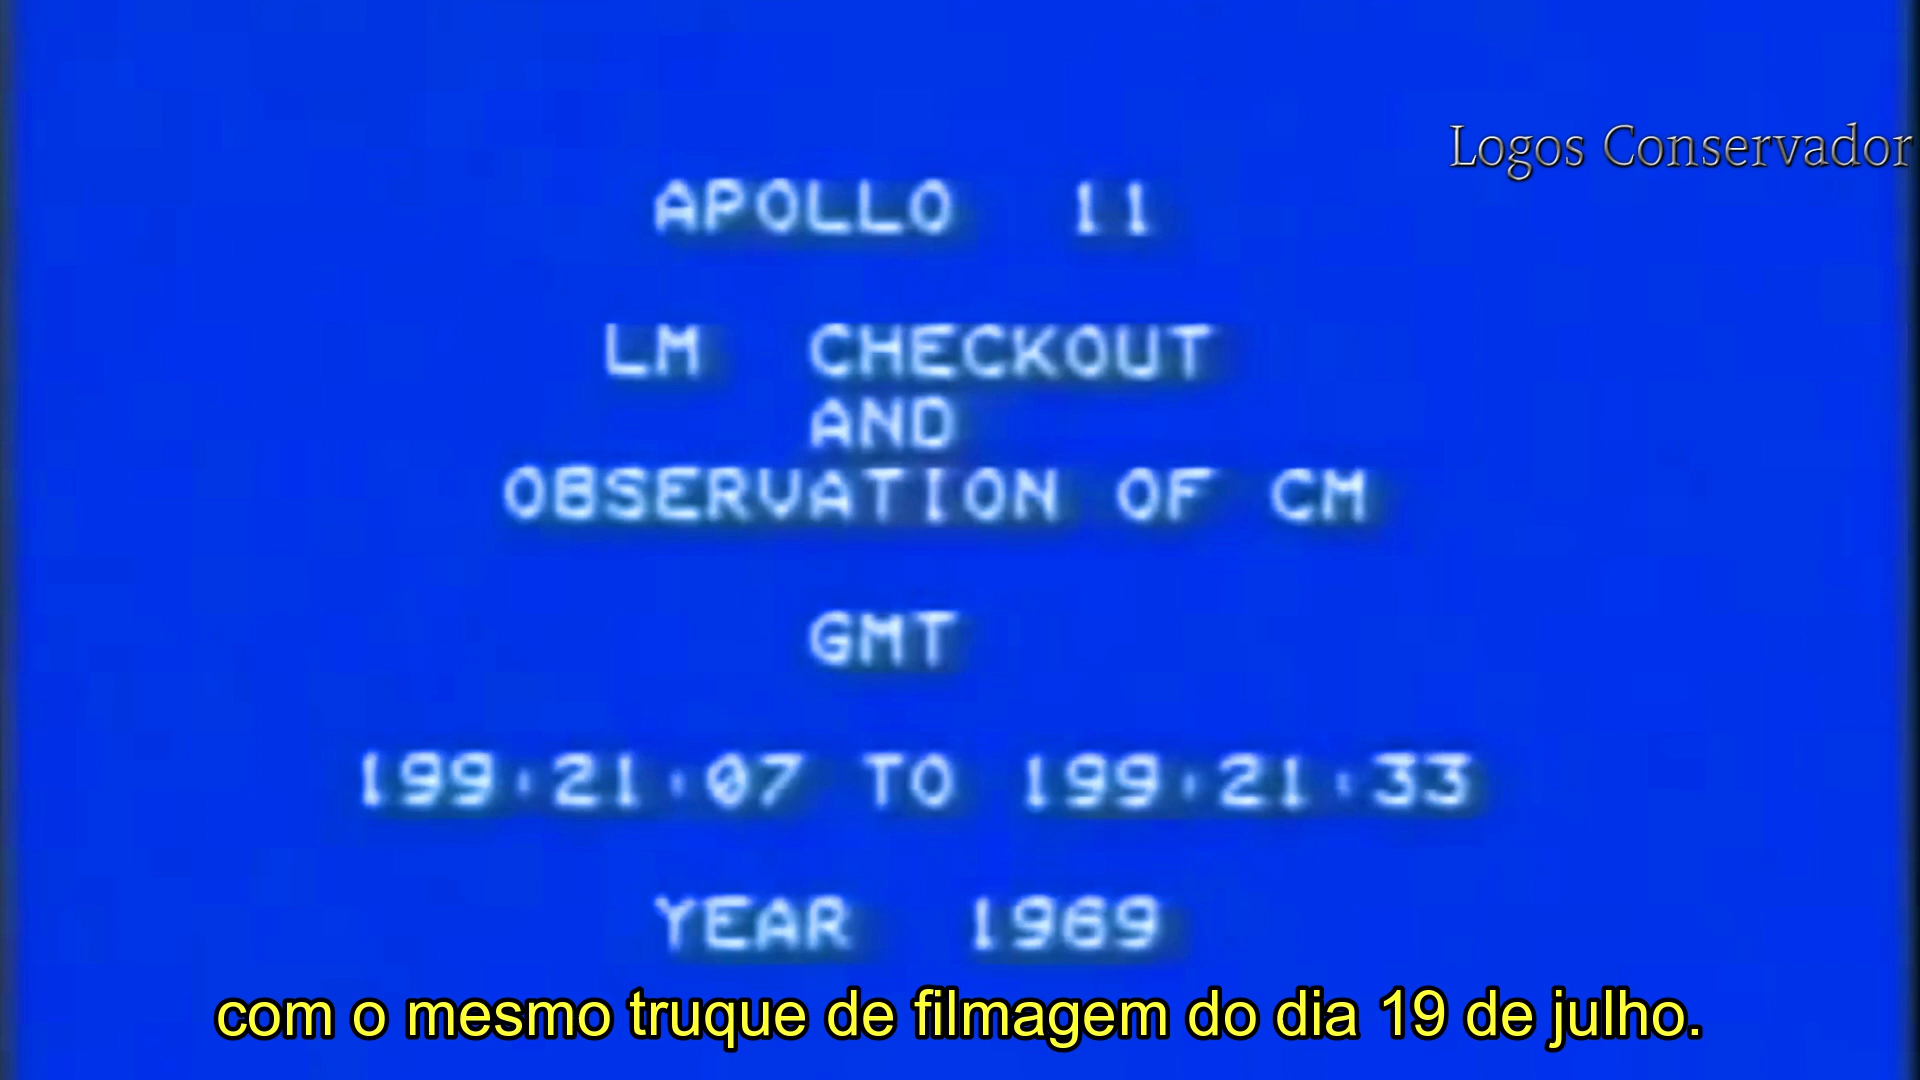 Logos Conservador
APOLLO 11
LM CHECKOUT
AND
OBSERVATION OF CM
GMT
199:21:07 TO 199:21:33
YEAR 1969
com o mesmo truque de filmagem do dia 19 de julho.